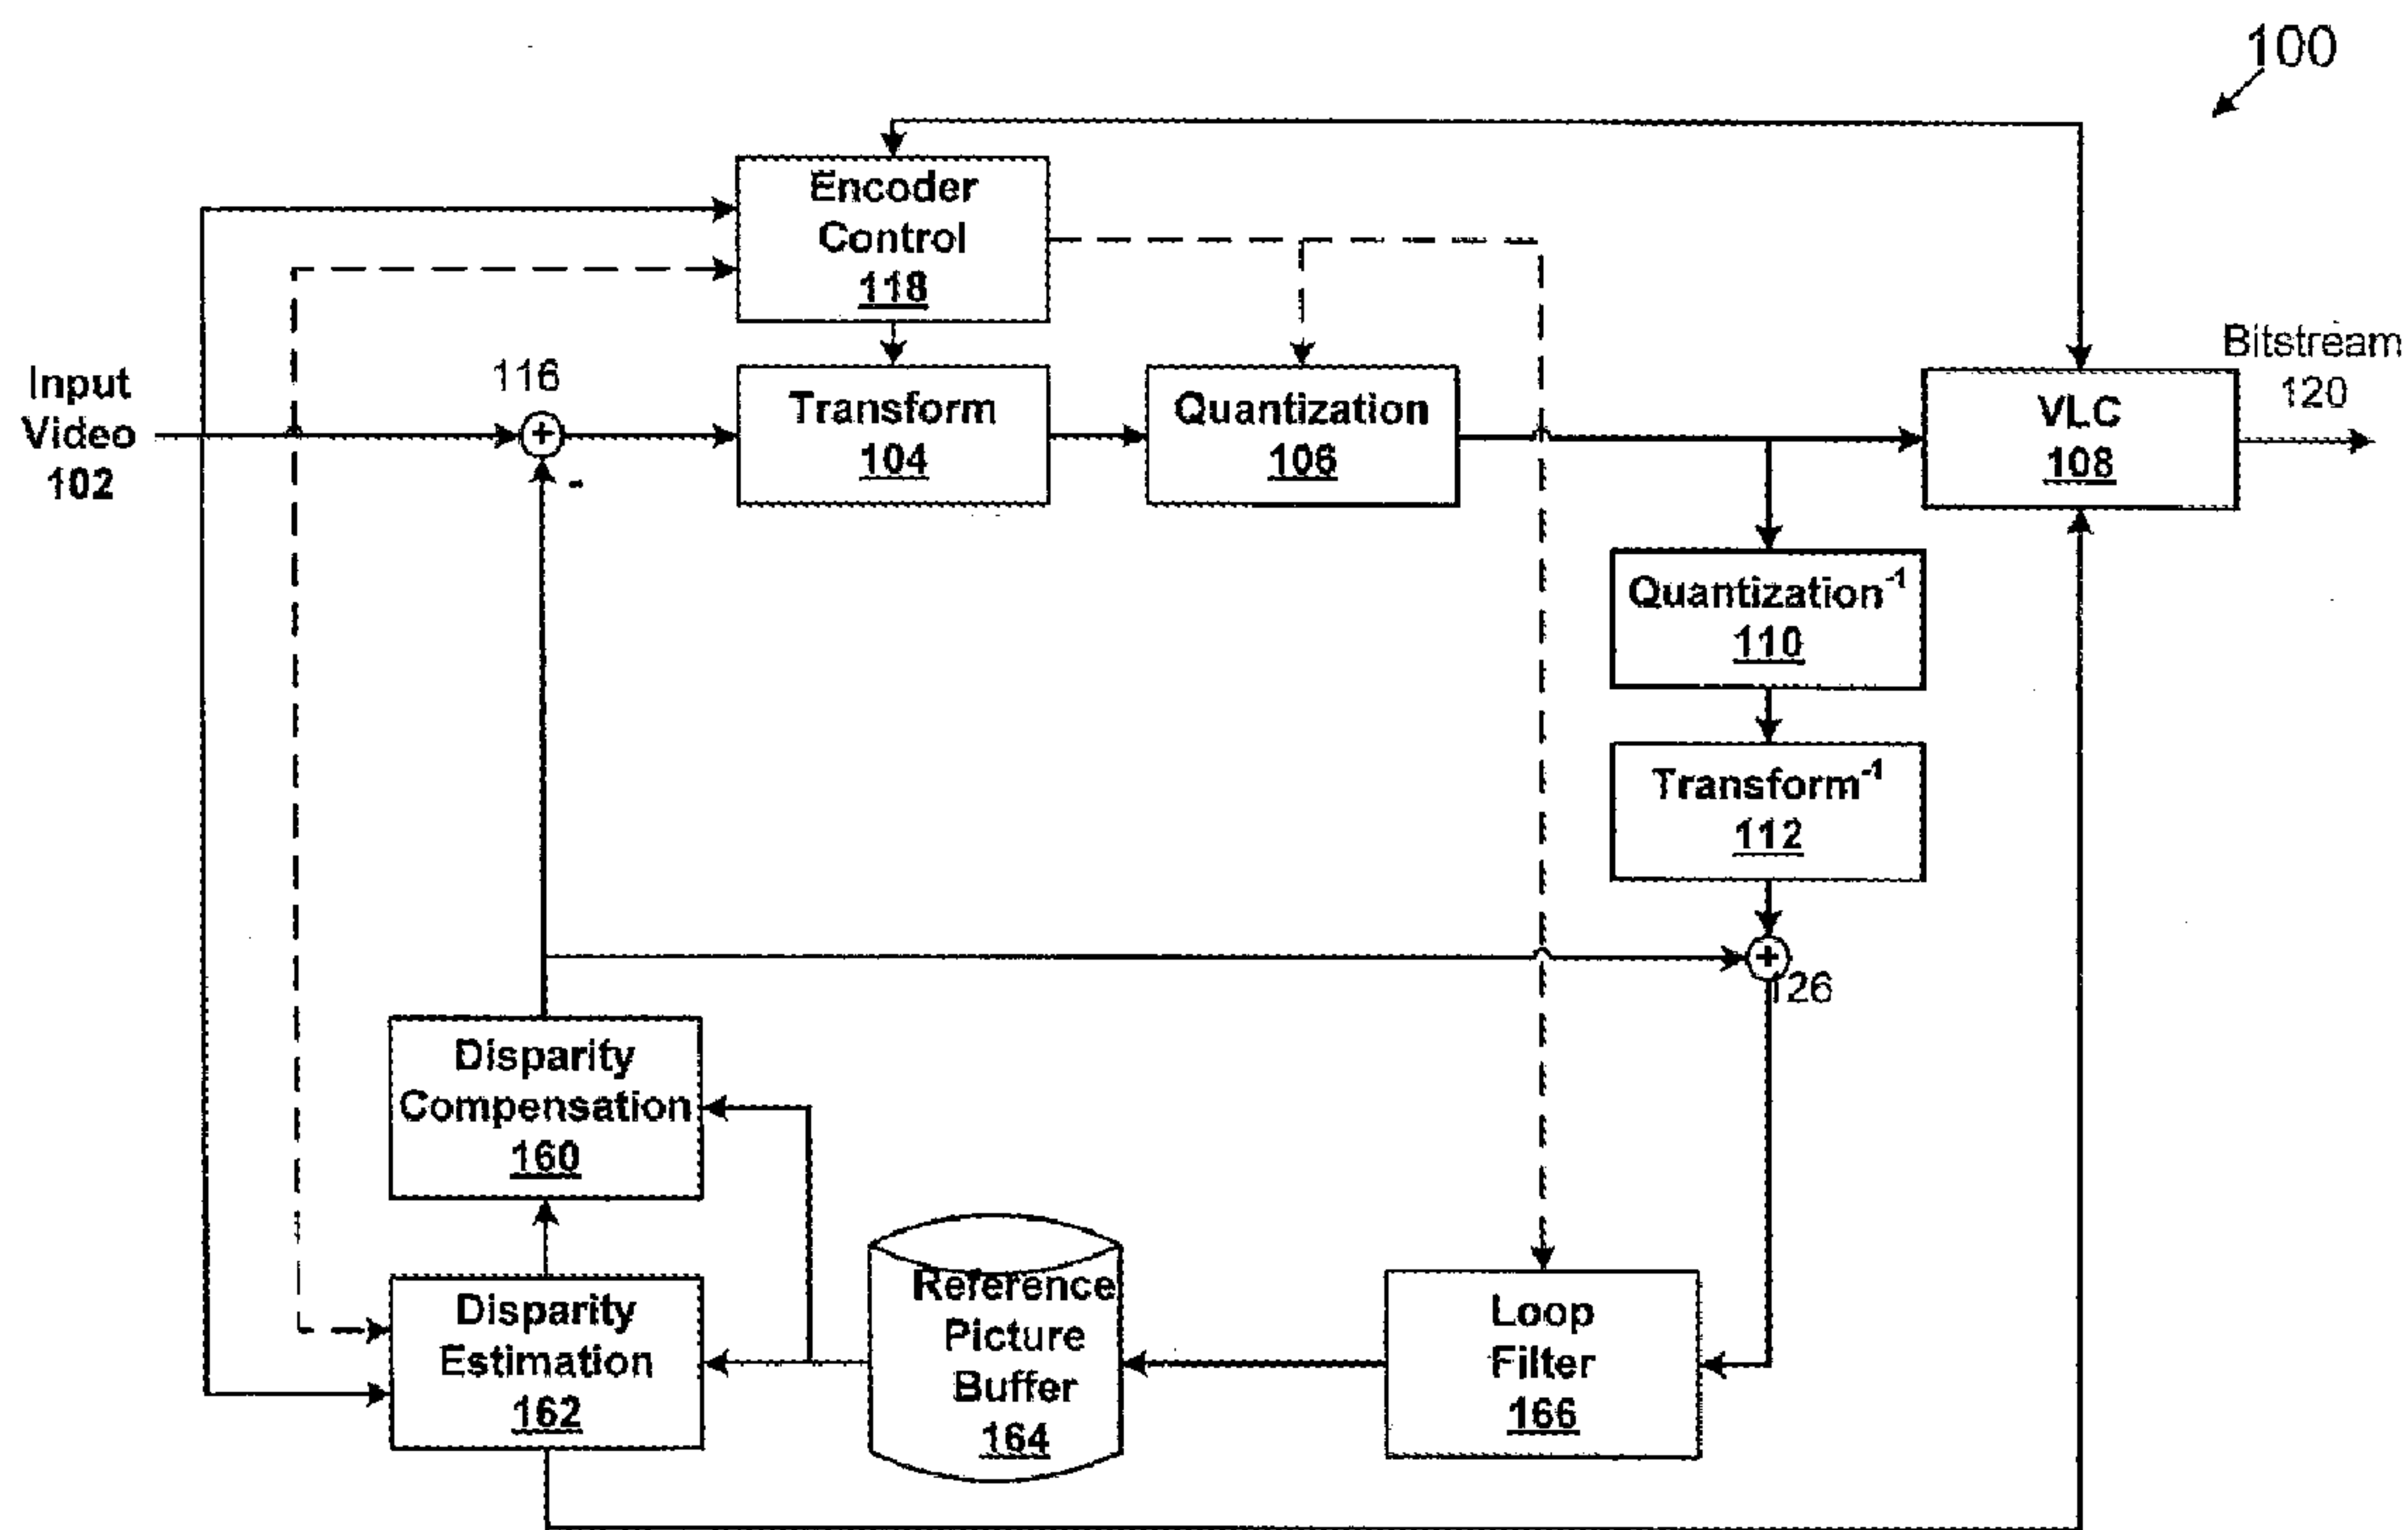 100
Encoder
Control
118
Input
Video
102
116
+
-
Transform
104
Quantization
106
VLC
108
Bitstream
120
Quantization⁻¹
110
Transform⁻¹
112
+
126
Disparity
Compensation
160
Disparity
Estimation
162
Reference
Picture
Buffer
164
Loop
Filter
166